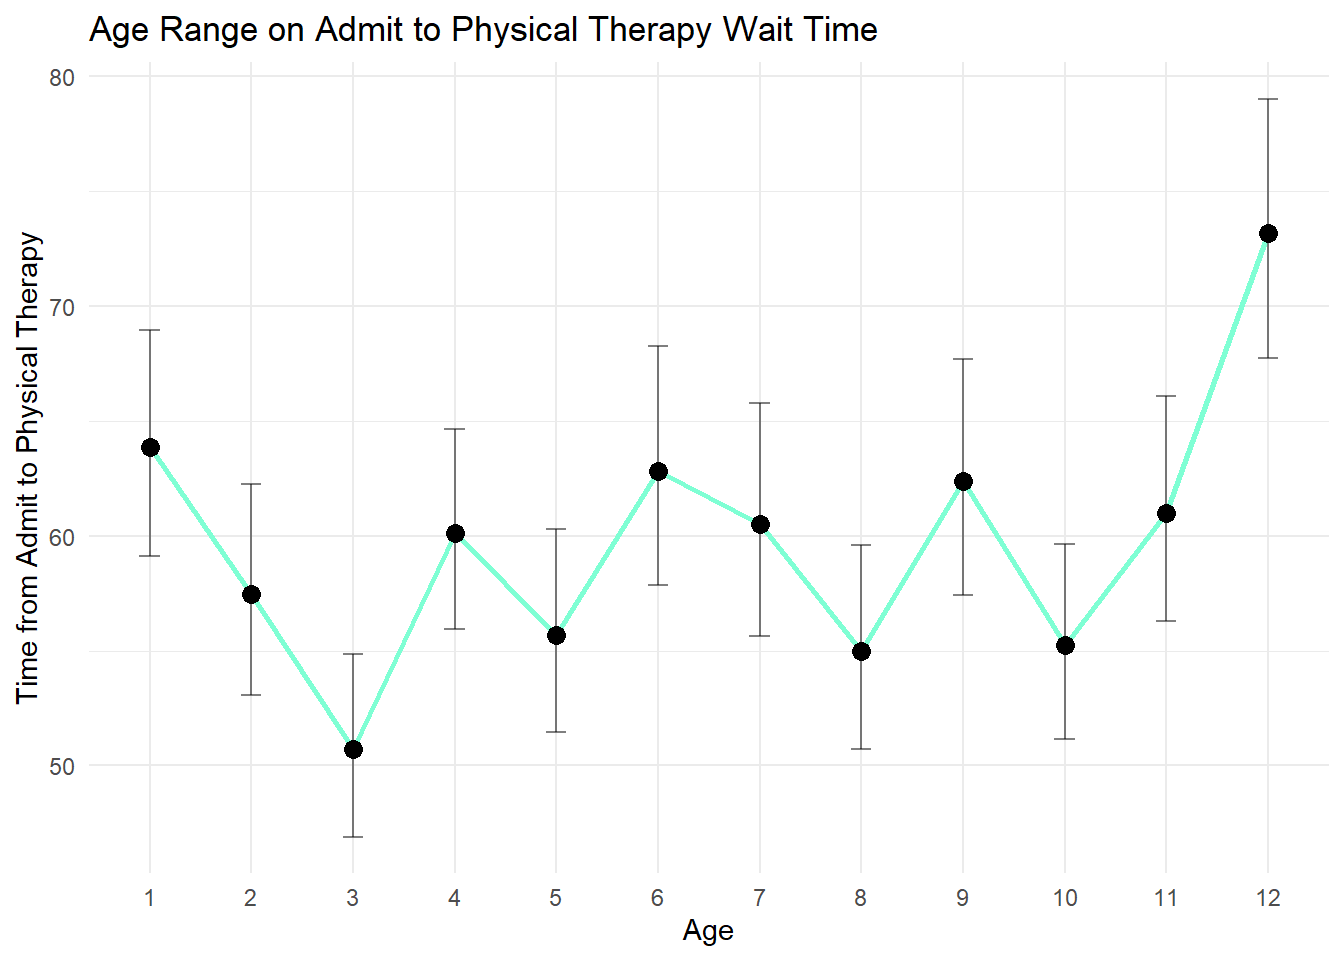 Age Range on Admit to Physical Therapy Wait Time
Time from Admit to Physical Therapy
80
70
60
50
1 2 3 4 5 6 7 8 9 10 11 12
Age